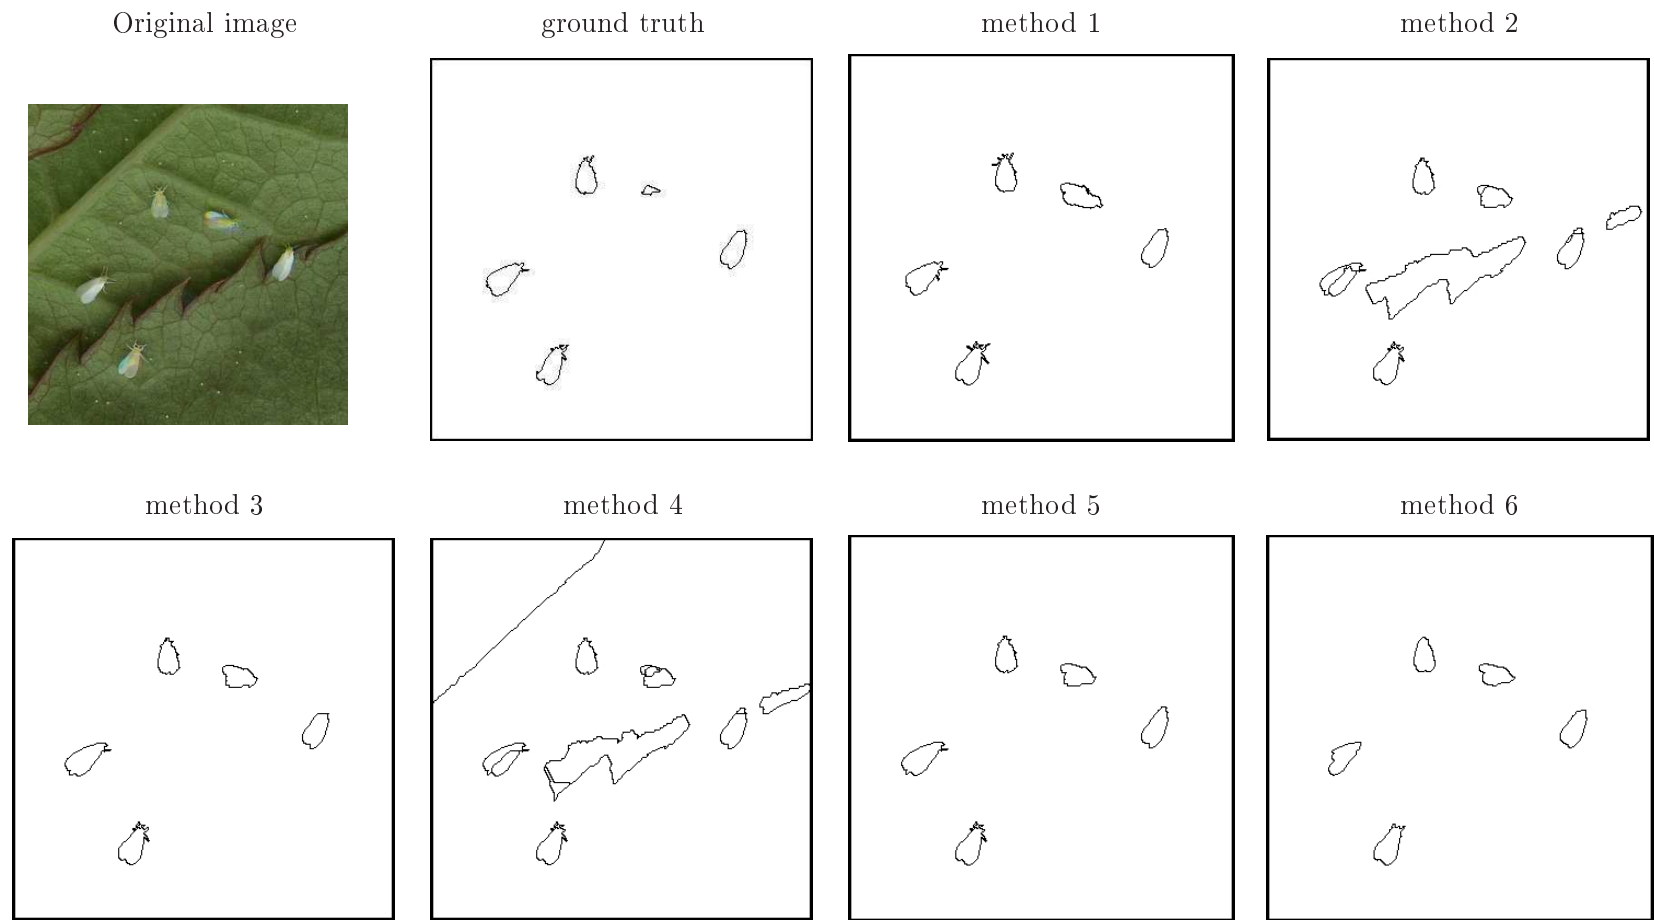 Original image
ground truth
method 1
method 2
method 3
method 4
method 5
method 6